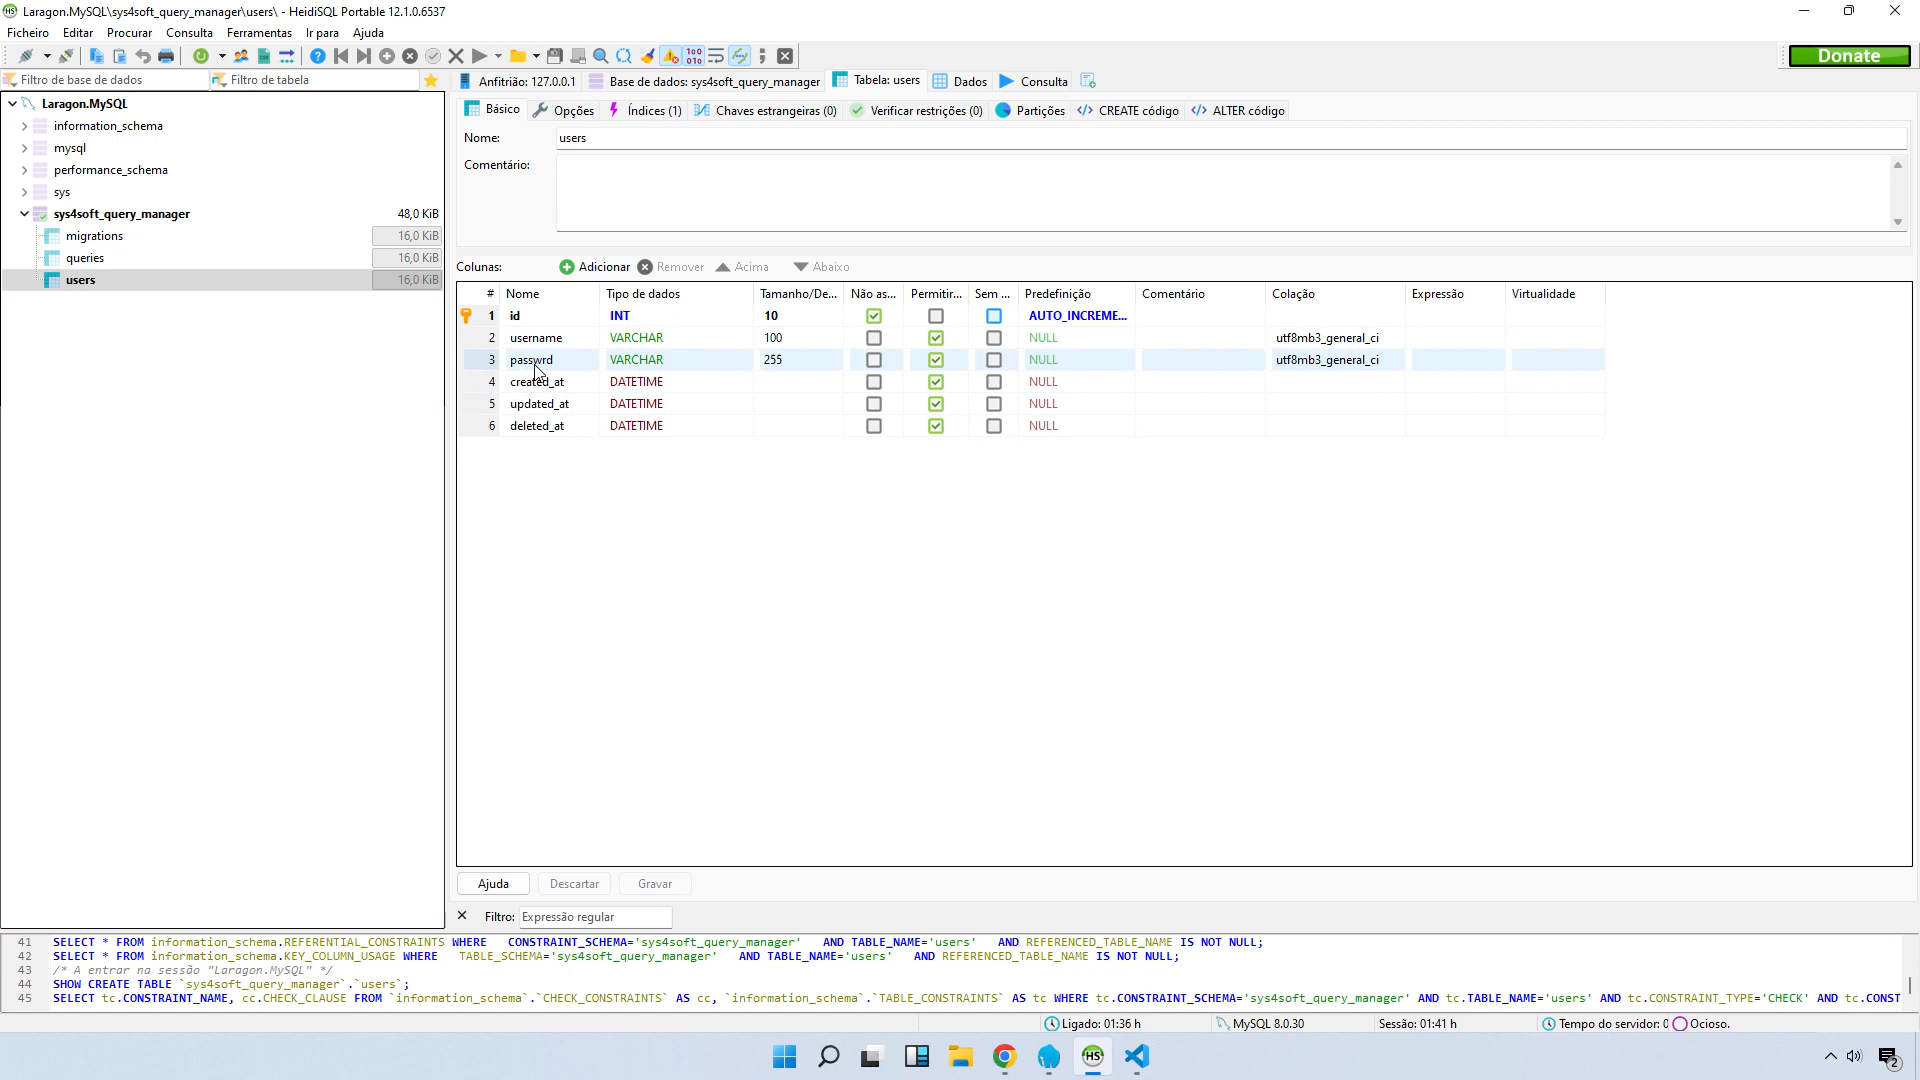 Laragon.MySQL\sys4soft_query_manager\users\ - HeidiSQL Portable 12.1.0.6537
Ficheiro Editar Procurar Consulta Ferramentas Ir para Ajuda
Donate
Filtro de base de dados Filtro de tabela
Anfitrião: 127.0.0.1 Base de dados: sys4soft_query_manager Tabela: users Dados Consulta
Laragon.MySQL
information_schema
mysql
performance_schema
sys
sys4soft_query_manager 48,0 KiB
migrations 16,0 KiB
queries 16,0 KiB
users 16,0 KiB
Básico Opções Índices (1) Chaves estrangeiras (0) Verificar restrições (0) Partições CREATE código ALTER código
Nome: users
Comentário:
Colunas: Adicionar Remover Acima Abaixo
# Nome Tipo de dados Tamanho/De... Não as... Permitir... Sem ... Predefinição Comentário Colação Expressão Virtualidade
1 id INT 10 AUTO_INCREME...
2 username VARCHAR 100 NULL utf8mb3_general_ci
3 passwrd VARCHAR 255 NULL utf8mb3_general_ci
4 created_at DATETIME NULL
5 updated_at DATETIME NULL
6 deleted_at DATETIME NULL
Ajuda Descartar Gravar
Filtro: Expressão regular
41 SELECT * FROM information_schema.REFERENTIAL_CONSTRAINTS WHERE CONSTRAINT_SCHEMA='sys4soft_query_manager' AND TABLE_NAME='users' AND REFERENCED_TABLE_NAME IS NOT NULL;
42 SELECT * FROM information_schema.KEY_COLUMN_USAGE WHERE TABLE_SCHEMA='sys4soft_query_manager' AND TABLE_NAME='users' AND REFERENCED_TABLE_NAME IS NOT NULL;
43 /* A entrar na sessão "Laragon.MySQL" */
44 SHOW CREATE TABLE `sys4soft_query_manager`.`users`;
45 SELECT tc.CONSTRAINT_NAME, cc.CHECK_CLAUSE FROM `information_schema`.`CHECK_CONSTRAINTS` AS cc, `information_schema`.`TABLE_CONSTRAINTS` AS tc WHERE tc.CONSTRAINT_SCHEMA='sys4soft_query_manager' AND tc.TABLE_NAME='users' AND tc.CONSTRAINT_TYPE='CHECK' AND tc.CONST
Ligado: 01:36 h MySQL 8.0.30 Sessão: 01:41 h Tempo do servidor: 0 Ocioso.
HS
2